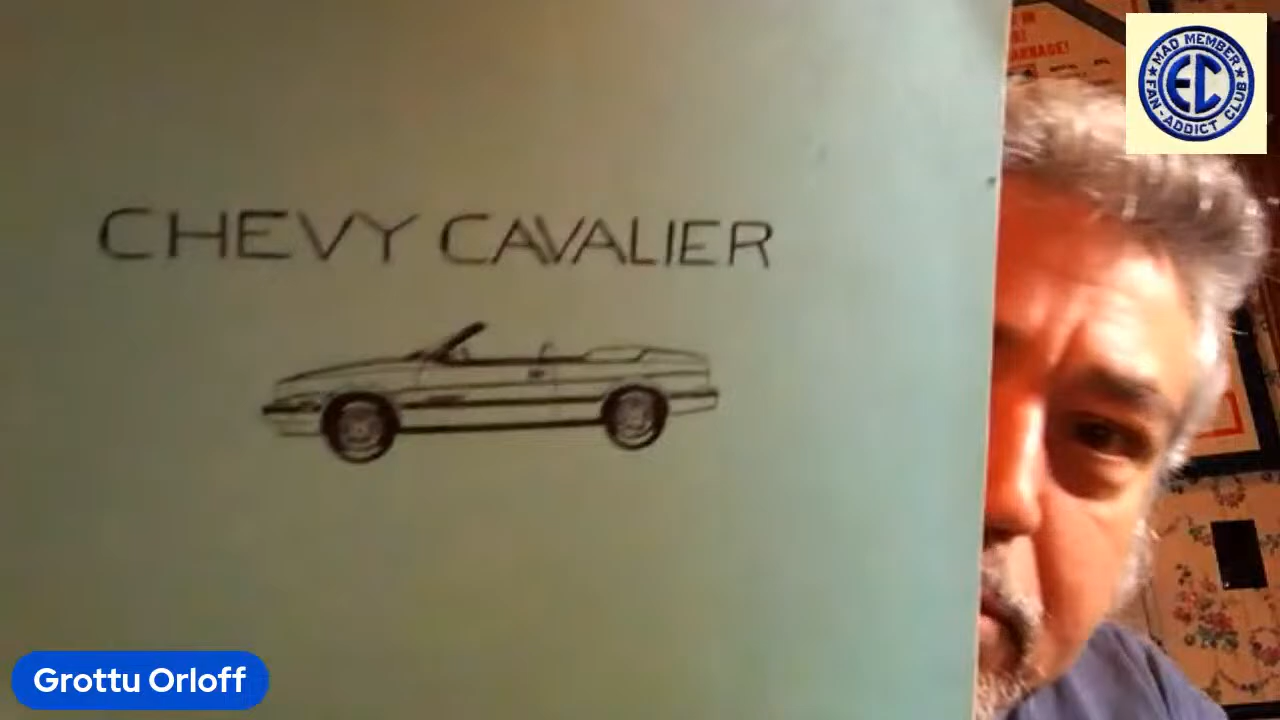 CHEVY CAVALIER
MAD MEMBER
EC
FAN-ADDICT CLUB
Grottu Orloff